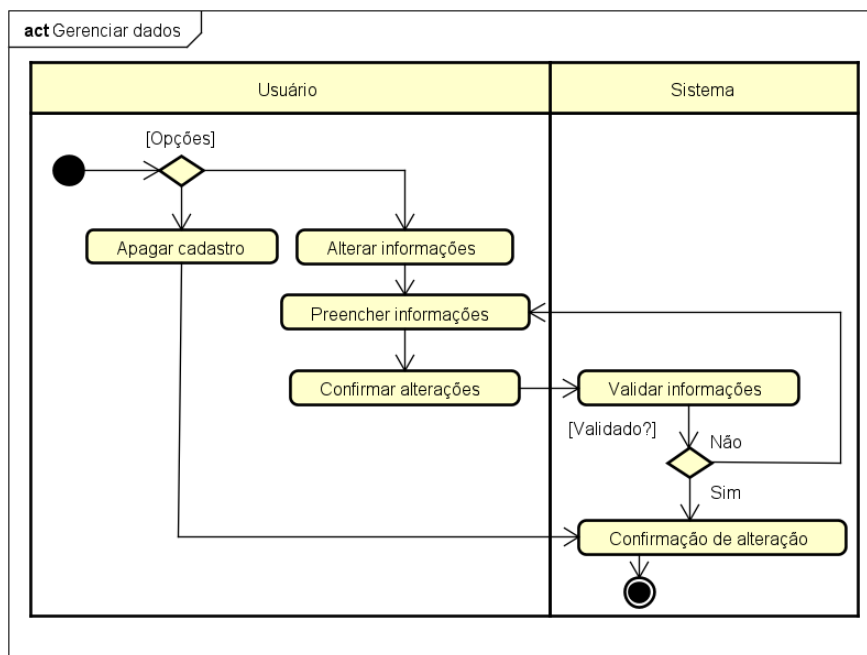 act Gerenciar dados
Usuário
Sistema
[Opções]
Apagar cadastro
Alterar informações
Preencher informações
Confirmar alterações
Validar informações
[Validado?]
Não
Sim
Confirmação de alteração